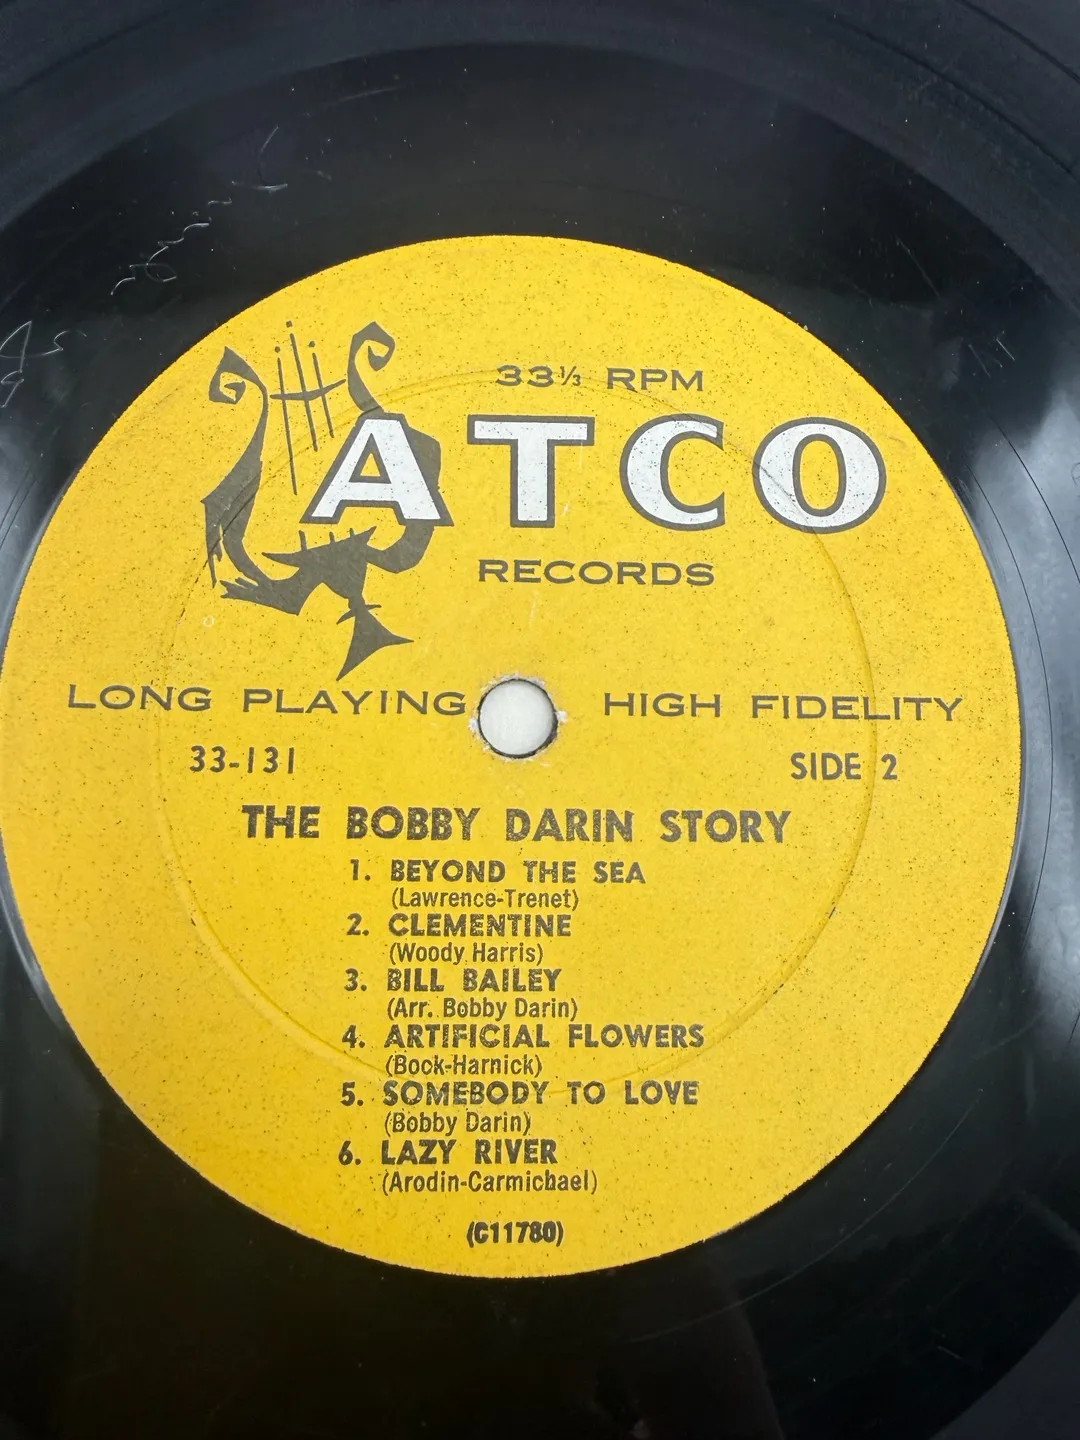 33⅓ RPM
ATCO
RECORDS
LONG PLAYING HIGH FIDELITY
33-131 SIDE 2
THE BOBBY DARIN STORY
1. BEYOND THE SEA
(Lawrence-Trenet)
2. CLEMENTINE
(Woody Harris)
3. BILL BAILEY
(Arr. Bobby Darin)
4. ARTIFICIAL FLOWERS
(Bock-Harnick)
5. SOMEBODY TO LOVE
(Bobby Darin)
6. LAZY RIVER
(Arodin-Carmichael)
(C11780)